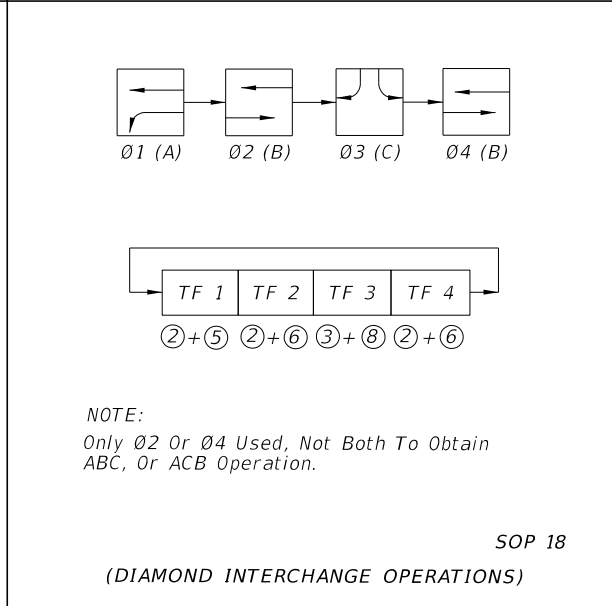 Ø1 (A) Ø2 (B) Ø3 (C) Ø4 (B)
TF 1 TF 2 TF 3 TF 4
②+⑤ ②+⑥ ③+⑧ ②+⑥
NOTE:
Only Ø2 Or Ø4 Used, Not Both To Obtain
ABC, Or ACB Operation.
SOP 18
(DIAMOND INTERCHANGE OPERATIONS)